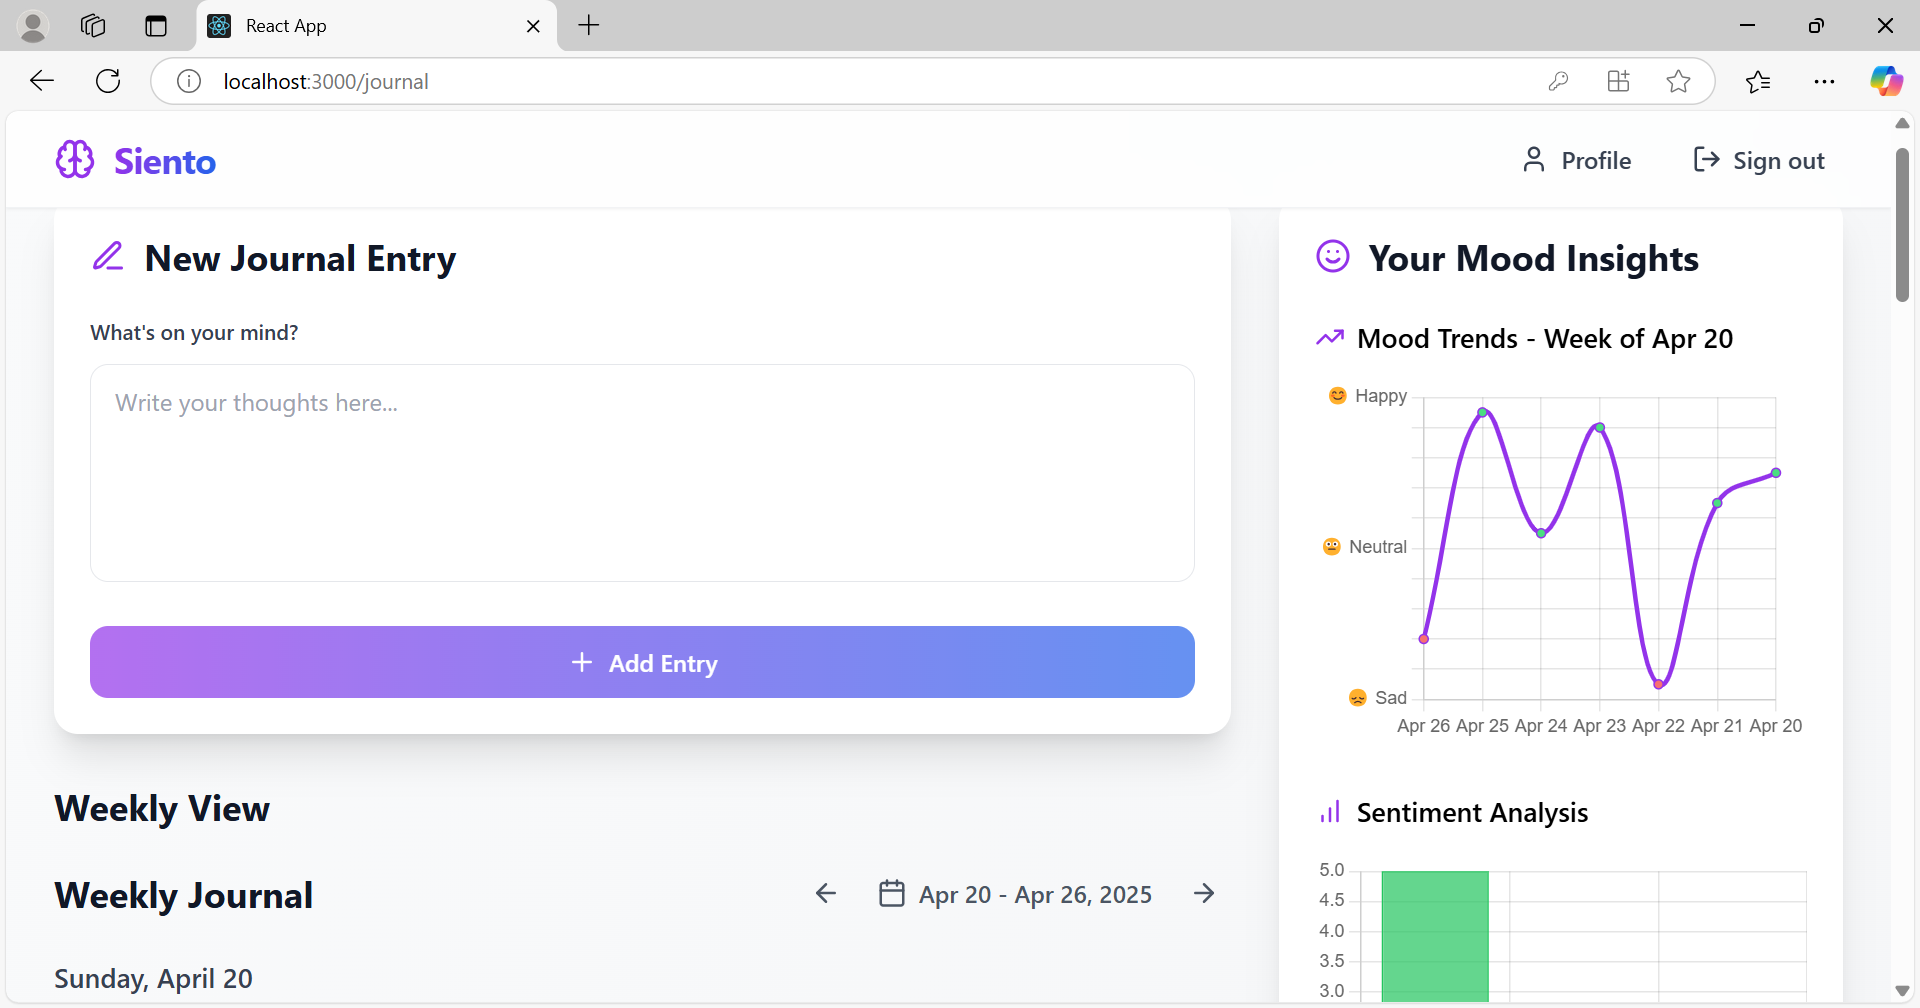 React App
localhost:3000/journal
Siento
Profile
Sign out
New Journal Entry
What's on your mind?
Write your thoughts here...
Add Entry
Weekly View
Weekly Journal
Apr 20 - Apr 26, 2025
Sunday, April 20
Your Mood Insights
Mood Trends - Week of Apr 20
Happy
Neutral
Sad
Apr 26 Apr 25 Apr 24 Apr 23 Apr 22 Apr 21 Apr 20
Sentiment Analysis
5.0
4.5
4.0
3.5
3.0